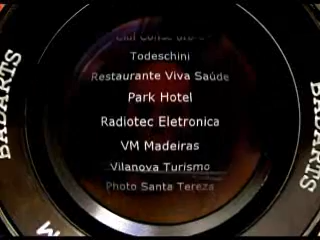 Todeschini
Restaurante Viva Saúde
Park Hotel
Radiotec Eletronica
VM Madeiras
Vilanova Turismo
Photo Santa Tereza
BADARTS
BADARTS